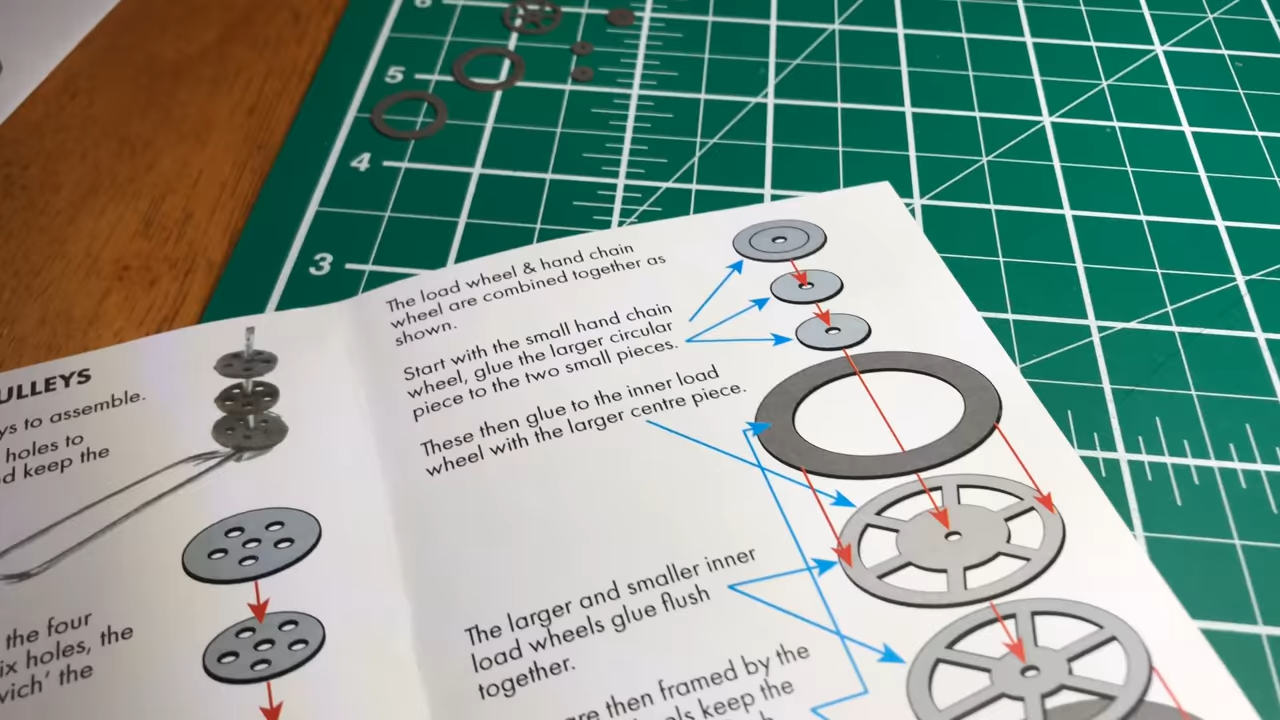 6
5
4
3
ULLEYS
ys to assemble.
holes to
d keep the
the four
ix holes, the
wich' the
The load wheel & hand chain
wheel are combined together as
shown.
Start with the small hand chain
wheel, glue the larger circular
piece to the two small pieces.
These then glue to the inner load
wheel with the larger centre piece.
The larger and smaller inner
load wheels glue flush
together.
are then framed by the
els keep the